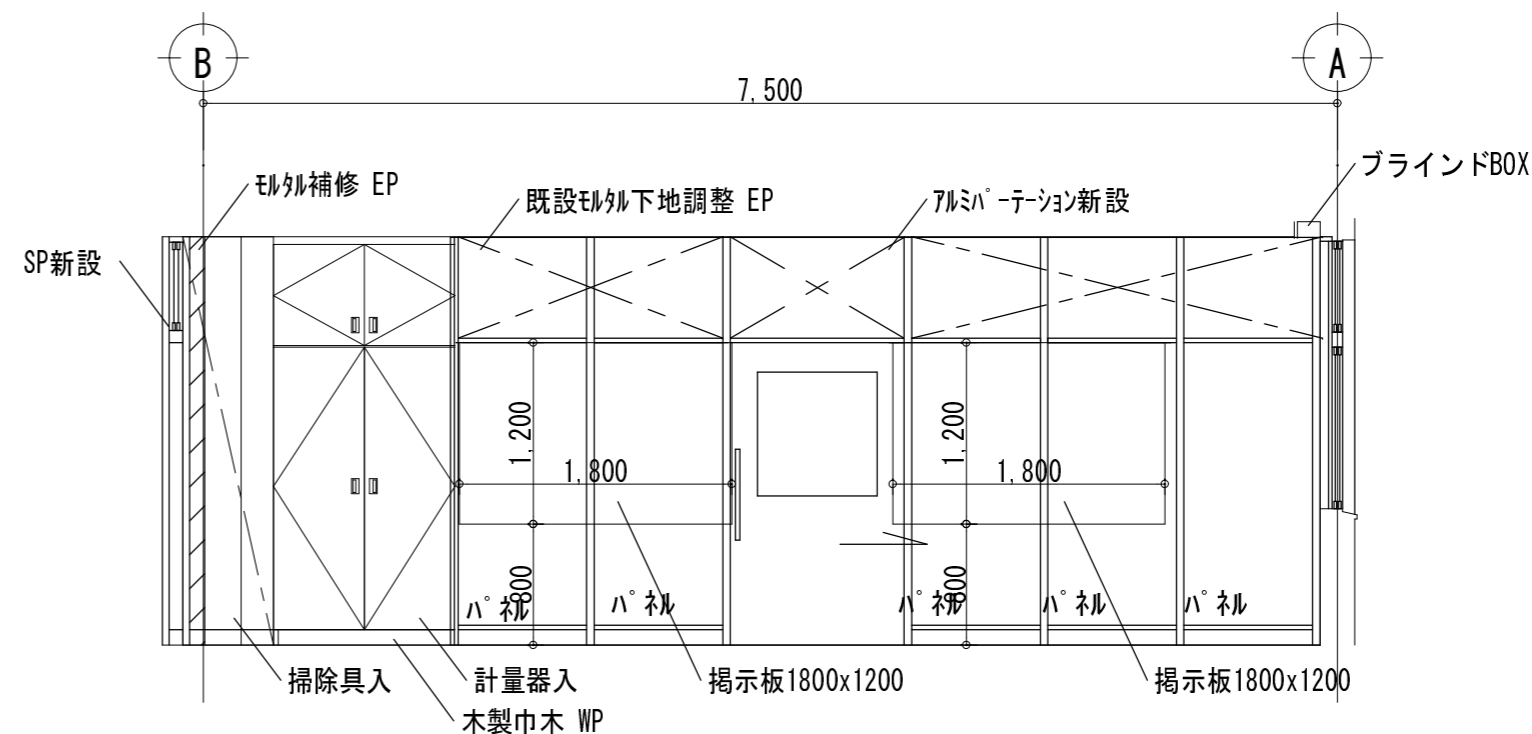 B
A
7,500
ブラインドBOX
ﾓﾙﾀﾙ補修 EP
既設ﾓﾙﾀﾙ下地調整 EP
ｱﾙﾐﾊﾟｰﾃｰｼｮﾝ新設
SP新設
1,200
1,200
1,800
1,800
800
800
ﾊﾟﾈﾙ
ﾊﾟﾈﾙ
ﾊﾟﾈﾙ
ﾊﾟﾈﾙ
ﾊﾟﾈﾙ
掃除具入
計量器入
掲示板1800x1200
掲示板1800x1200
木製巾木 WP